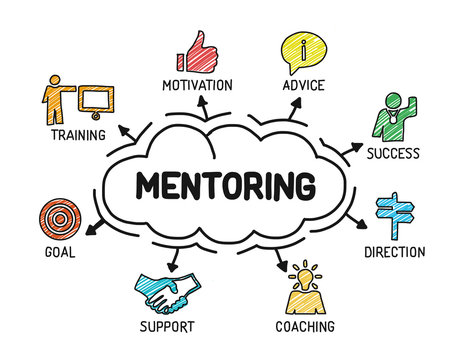 MOTIVATION
ADVICE
TRAINING
SUCCESS
MENTORING
GOAL
DIRECTION
SUPPORT
COACHING